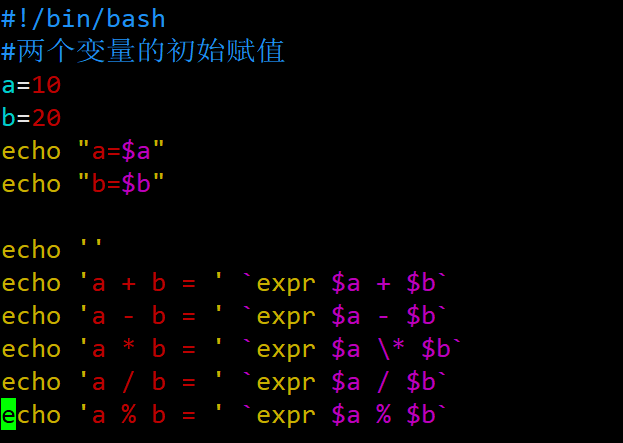 #!/bin/bash
#两个变量的初始赋值
a=10
b=20
echo "a=$a"
echo "b=$b"
echo ''
echo 'a + b = ' `expr $a + $b`
echo 'a - b = ' `expr $a - $b`
echo 'a * b = ' `expr $a \* $b`
echo 'a / b = ' `expr $a / $b`
echo 'a % b = ' `expr $a % $b`